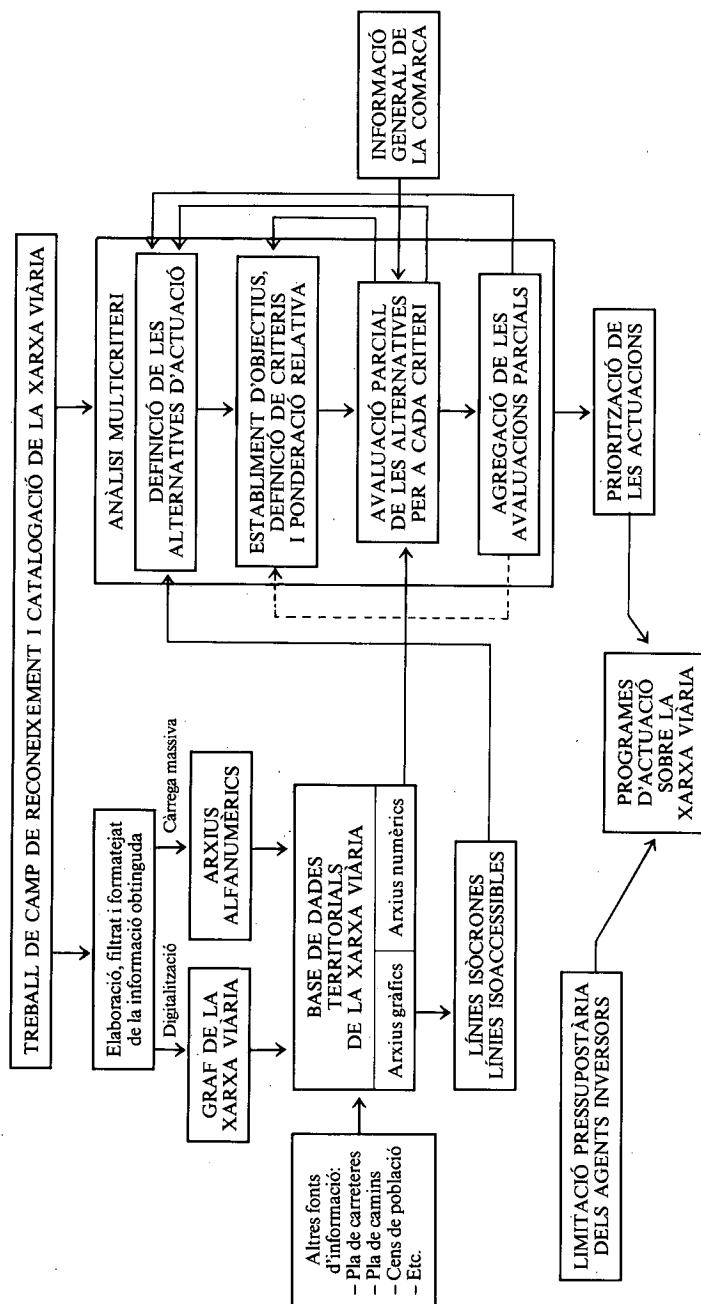 TREBALL DE CAMP DE RECONEIXEMENT I CATALOGACIÓ DE LA XARXA VIÀRIA
Elaboració, filtrat i formatejat
de la informació obtinguda
Digitalització
Càrrega massiva
GRAF DE LA
XARXA VIÀRIA
ARXIUS
ALFANUMÈRICS
Altres fonts
d'informació:
– Pla de carreteres
– Pla de camins
– Cens de població
– Etc.
BASE DE DADES
TERRITORIALS
DE LA XARXA VIÀRIA
Arxius gràfics
Arxius numèrics
LÍNIES ISÒCRONES
LÍNIES ISOACCESSIBLES
ANÀLISI MULTICRITERI
DEFINICIÓ DE LES
ALTERNATIVES D'ACTUACIÓ
ESTABLIMENT D'OBJECTIUS,
DEFINICIÓ DE CRITERIS
I PONDERACIÓ RELATIVA
AVALUACIÓ PARCIAL
DE LES ALTERNATIVES
PER A CADA CRITERI
AGREGACIÓ DE LES
AVALUACIONS PARCIALS
INFORMACIÓ
GENERAL DE
LA COMARCA
PRIORITZACIÓ DE
LES ACTUACIONS
LIMITACIÓ PRESSUPOSTÀRIA
DELS AGENTS INVERSORS
PROGRAMES
D'ACTUACIÓ
SOBRE LA
XARXA VIÀRIA